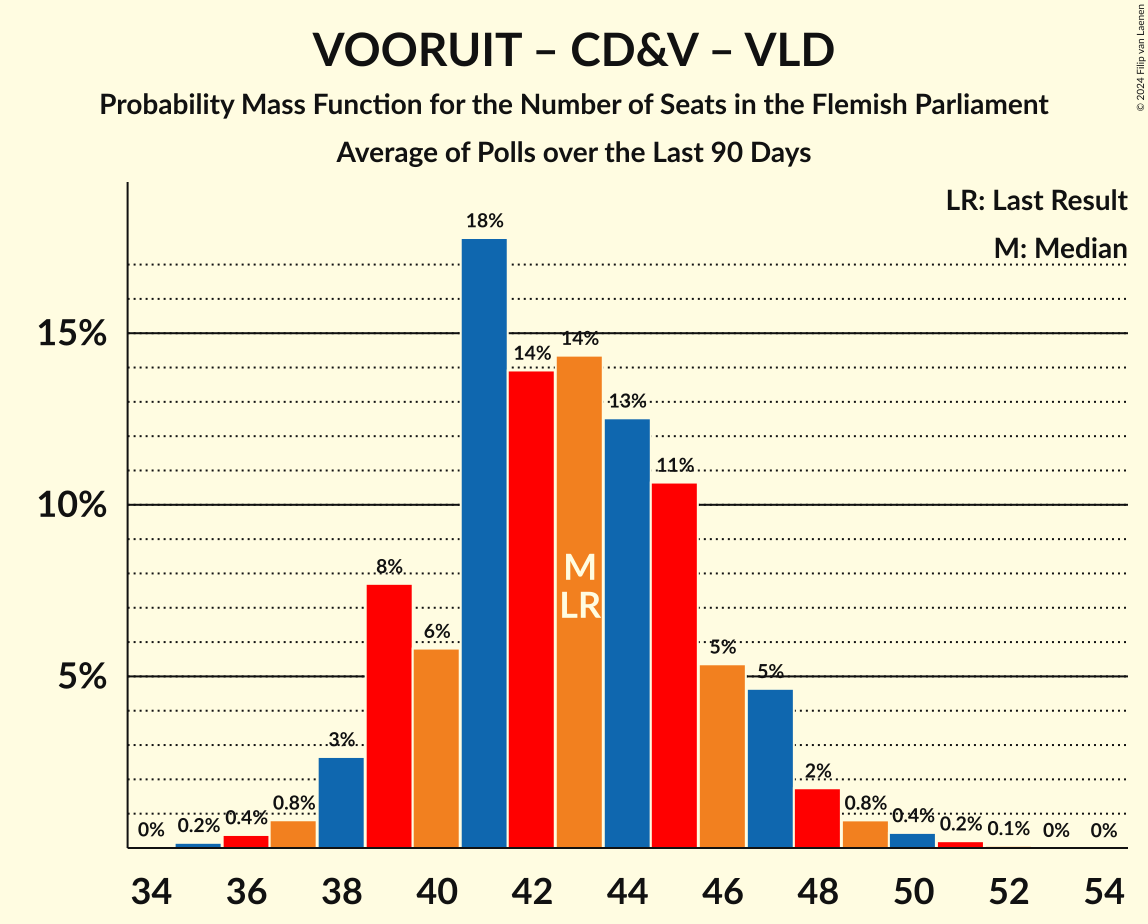 VOORUIT – CD&V – VLD
Probability Mass Function for the Number of Seats in the Flemish Parliament
Average of Polls over the Last 90 Days
© 2024 Filip van Laenen
LR: Last Result
M: Median
15%
10%
5%
0%
0.2%
0.4%
0.8%
3%
8%
6%
18%
14%
14%
13%
11%
5%
5%
2%
0.8%
0.4%
0.2%
0.1%
0%
0%
M
LR
34 36 38 40 42 44 46 48 50 52 54